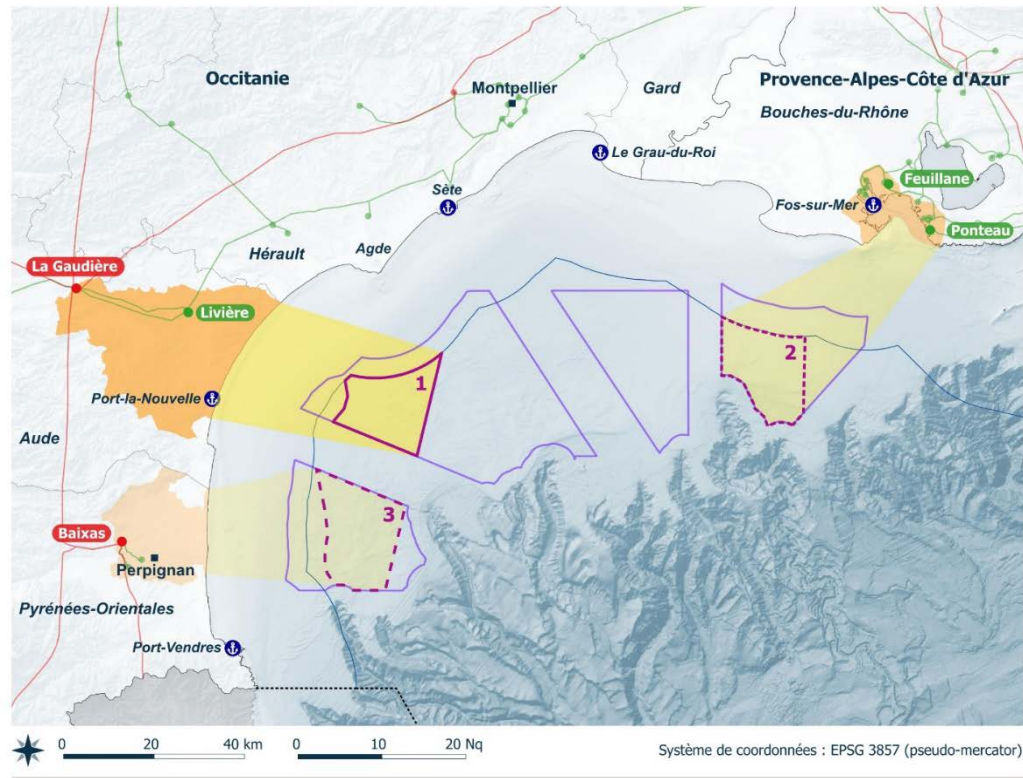 Occitanie
Montpellier
Gard
Provence-Alpes-Côte d'Azur
Bouches-du-Rhône
Le Grau-du-Roi
Feuillane
Sète
Fos-sur-Mer
Ponteau
Agde
Hérault
La Gaudière
Livière
2
1
Port-la-Nouvelle
Aude
3
Baixas
Perpignan
Pyrénées-Orientales
Port-Vendres
0 20 40 km
0 10 20 Nq
Système de coordonnées : EPSG 3857 (pseudo-mercator)